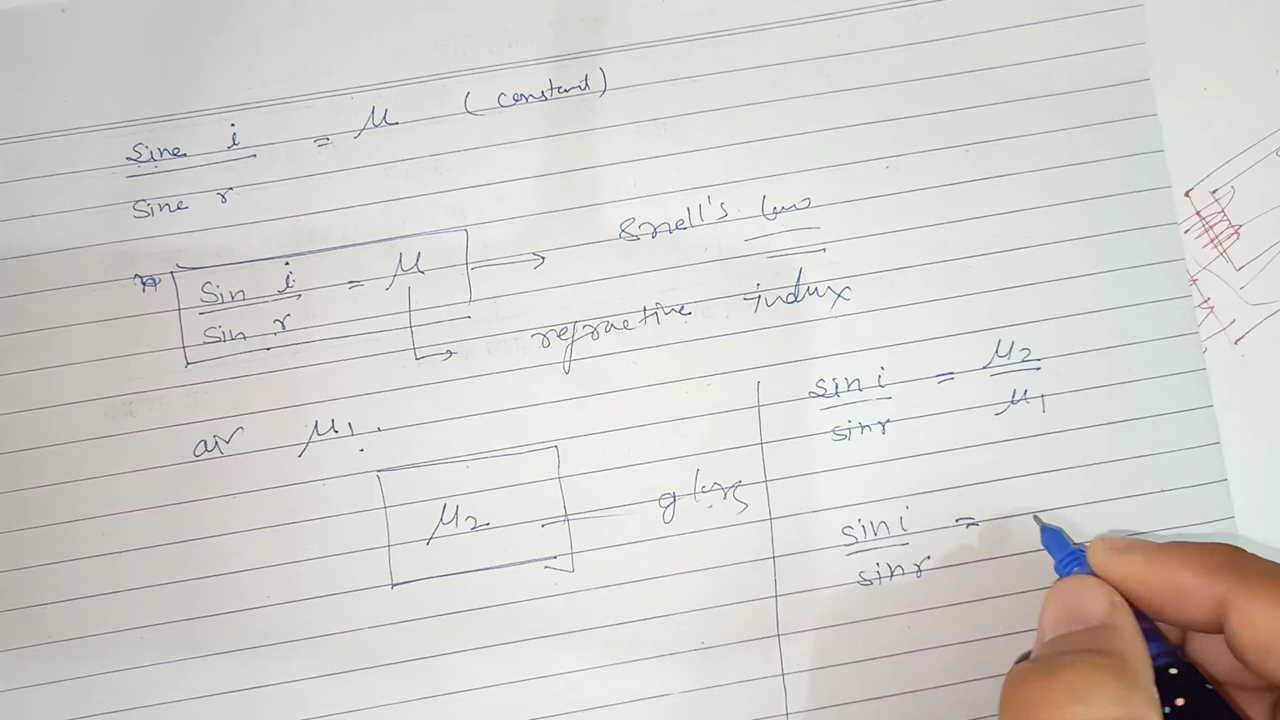 Sine i / Sine r = μ (constant)
Sin i / Sin r = μ → Snell's law
refractive index
air μ1.
μ2 glass
sin i / sin r = μ2 / μ1
sin i / sin r =